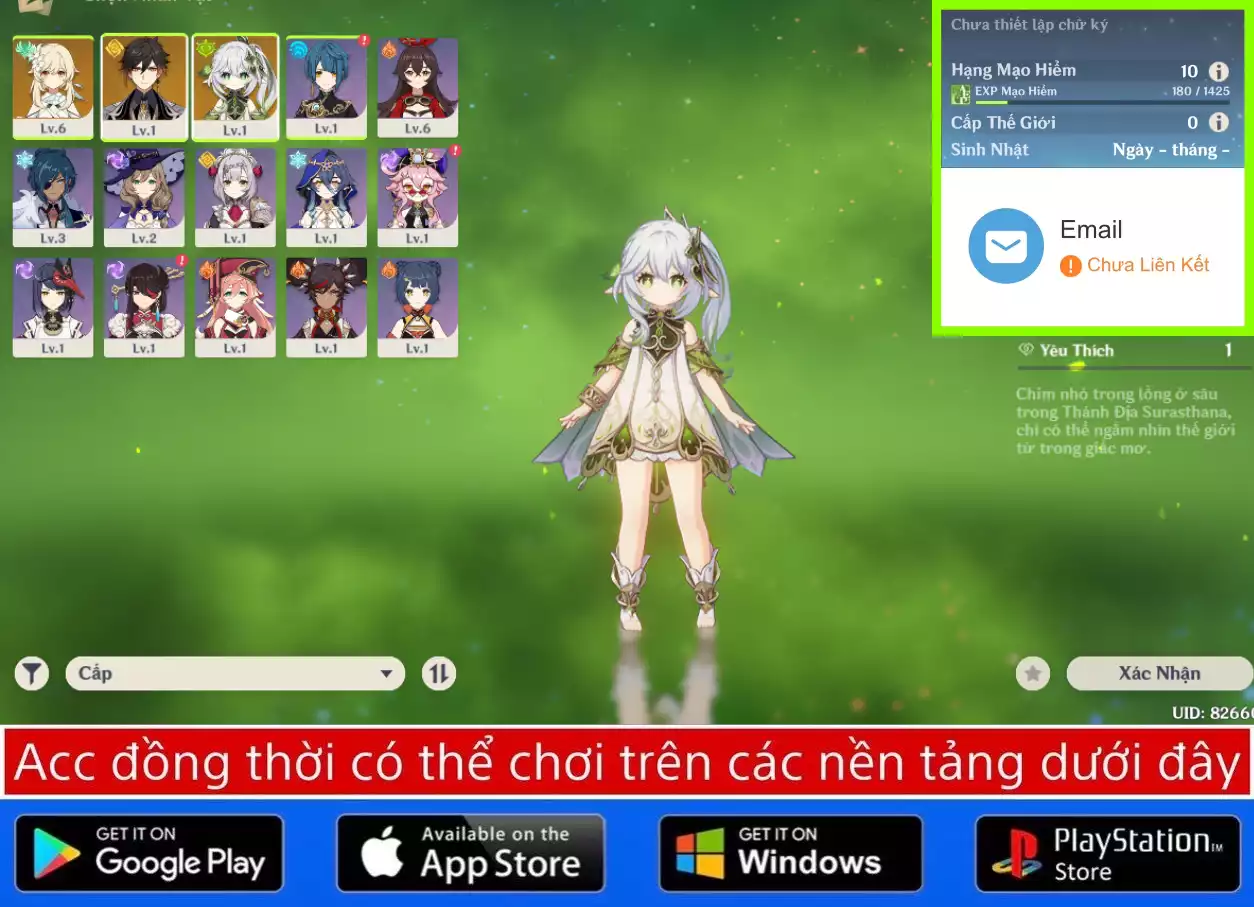 Chưa thiết lập chữ ký
Hạng Mạo Hiểm 10
EXP Mạo Hiểm 180 / 1425
Cấp Thế Giới 0
Sinh Nhật Ngày - tháng -
Email
Chưa Liên Kết
Lv.6 Lv.1 Lv.1 Lv.1 Lv.6
Lv.3 Lv.2 Lv.1 Lv.1 Lv.1
Lv.1 Lv.1 Lv.1 Lv.1 Lv.1
Yêu Thích 1
Chim nhỏ trong lồng ở sâu
trong Thánh Địa Surasthana,
chỉ có thể ngắm nhìn thế giới
từ trong giấc mơ.
Cấp
Xác Nhận
UID: 8266
Acc đồng thời có thể chơi trên các nền tảng dưới đây
GET IT ON
Google Play
Available on the
App Store
GET IT ON
Windows
PlayStation™
Store